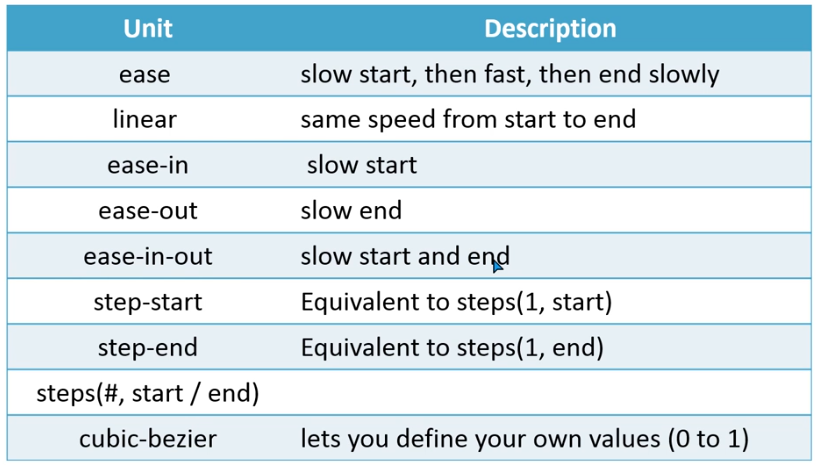 Unit Description
ease slow start, then fast, then end slowly
linear same speed from start to end
ease-in slow start
ease-out slow end
ease-in-out slow start and end
step-start Equivalent to steps(1, start)
step-end Equivalent to steps(1, end)
steps(#, start / end)
cubic-bezier lets you define your own values (0 to 1)